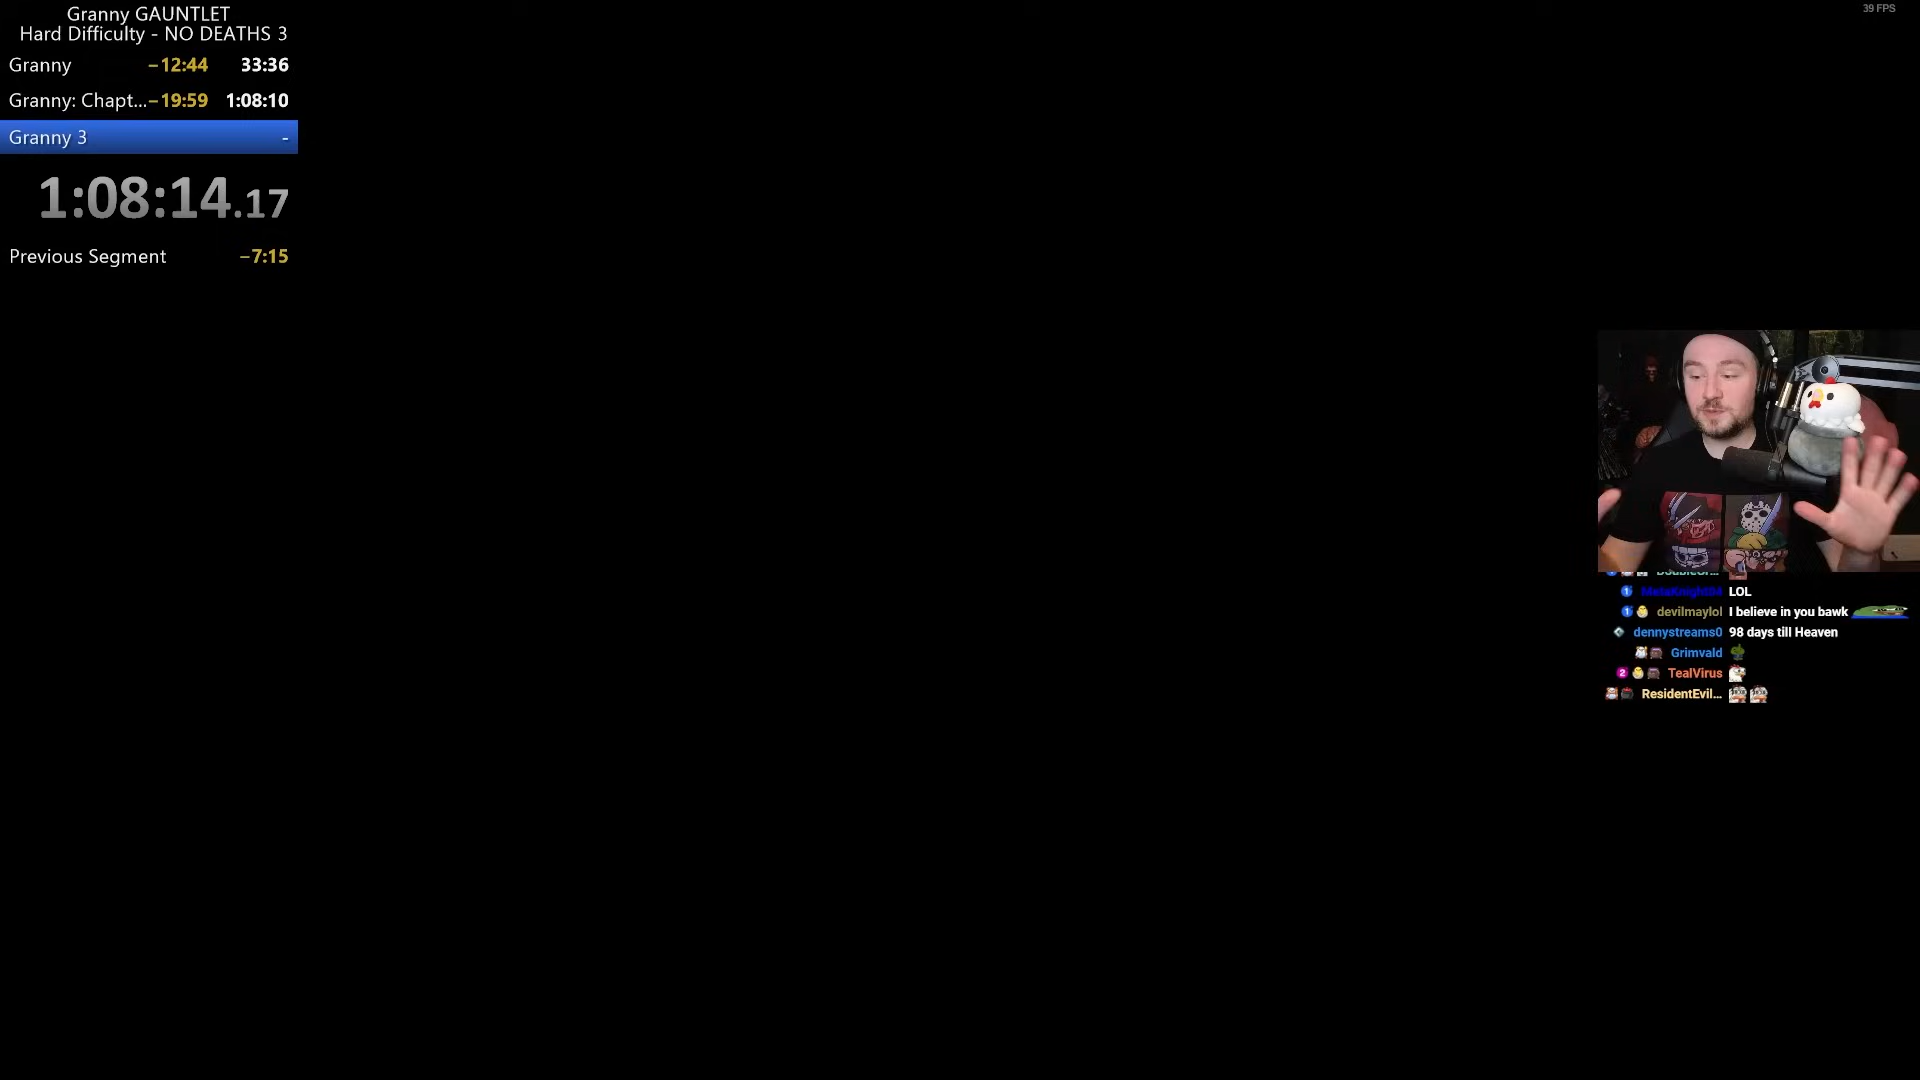 Granny GAUNTLET
Hard Difficulty - NO DEATHS 3
Granny −12:44 33:36
Granny: Chapt... −19:59 1:08:10
Granny 3 -
1:08:14.17
Previous Segment −7:15
39 FPS
LOL
devilmaylol I believe in you bawk
dennystreams0 98 days till Heaven
Grimvald
TealVirus
ResidentEvil...